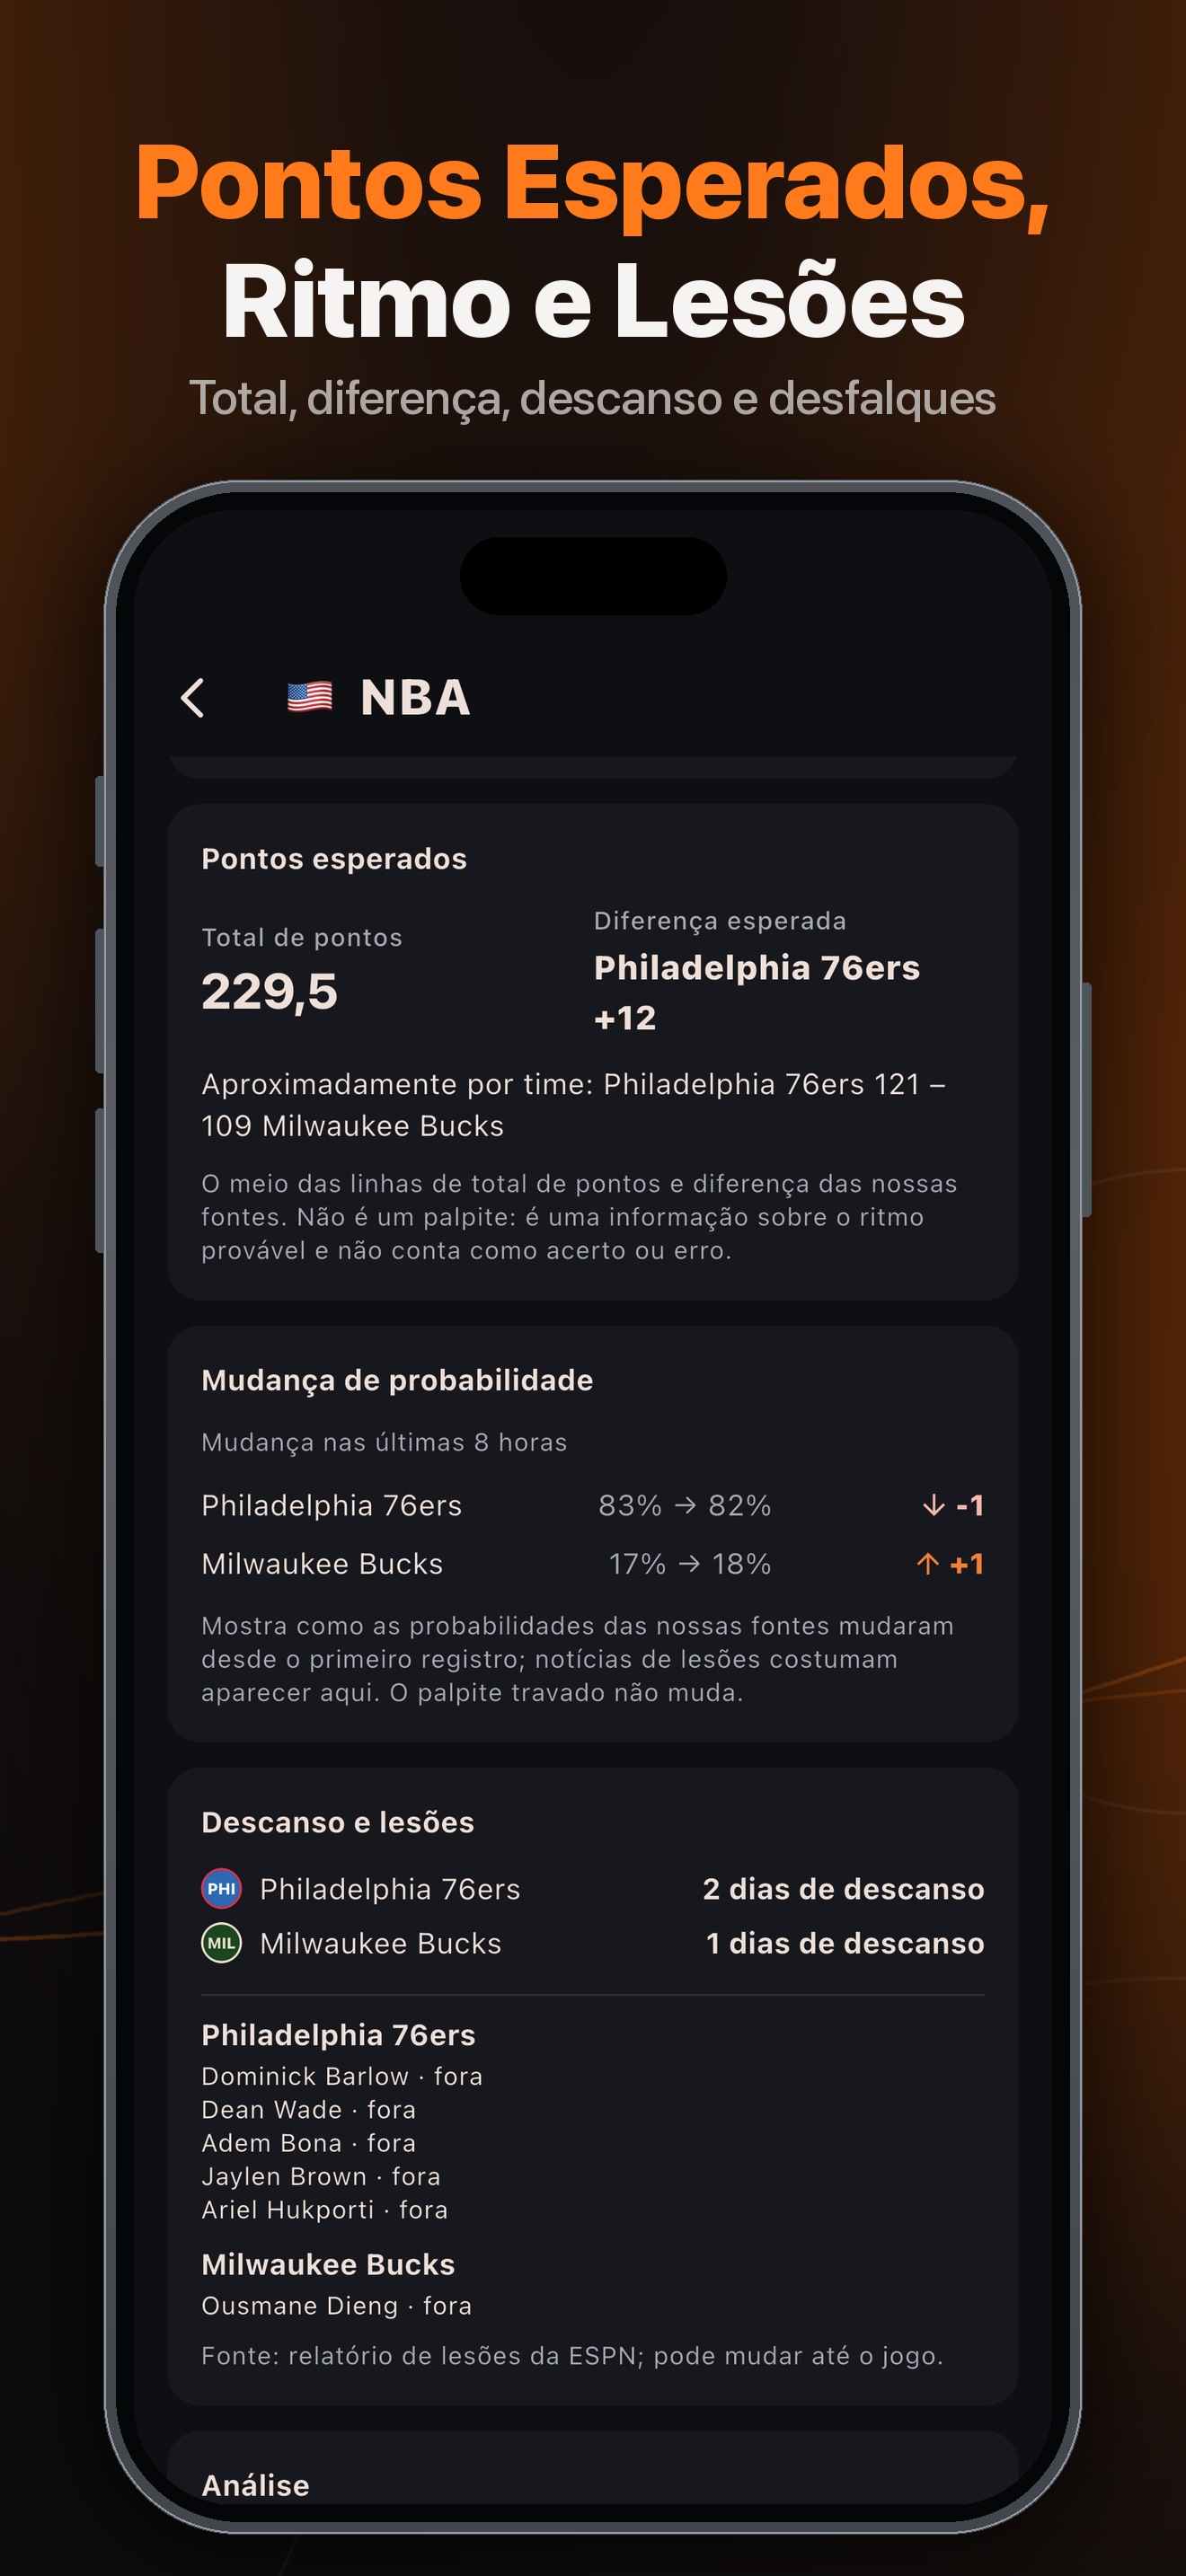 Pontos Esperados,
Ritmo e Lesões
Total, diferença, descanso e desfalques
NBA
Pontos esperados
Total de pontos
229,5
Diferença esperada
Philadelphia 76ers
+12
Aproximadamente por time: Philadelphia 76ers 121 –
109 Milwaukee Bucks
O meio das linhas de total de pontos e diferença das nossas
fontes. Não é um palpite: é uma informação sobre o ritmo
provável e não conta como acerto ou erro.
Mudança de probabilidade
Mudança nas últimas 8 horas
Philadelphia 76ers 83% → 82% ↓ -1
Milwaukee Bucks 17% → 18% ↑ +1
Mostra como as probabilidades das nossas fontes mudaram
desde o primeiro registro; notícias de lesões costumam
aparecer aqui. O palpite travado não muda.
Descanso e lesões
PHI Philadelphia 76ers 2 dias de descanso
MIL Milwaukee Bucks 1 dias de descanso
Philadelphia 76ers
Dominick Barlow · fora
Dean Wade · fora
Adem Bona · fora
Jaylen Brown · fora
Ariel Hukporti · fora
Milwaukee Bucks
Ousmane Dieng · fora
Fonte: relatório de lesões da ESPN; pode mudar até o jogo.
Análise